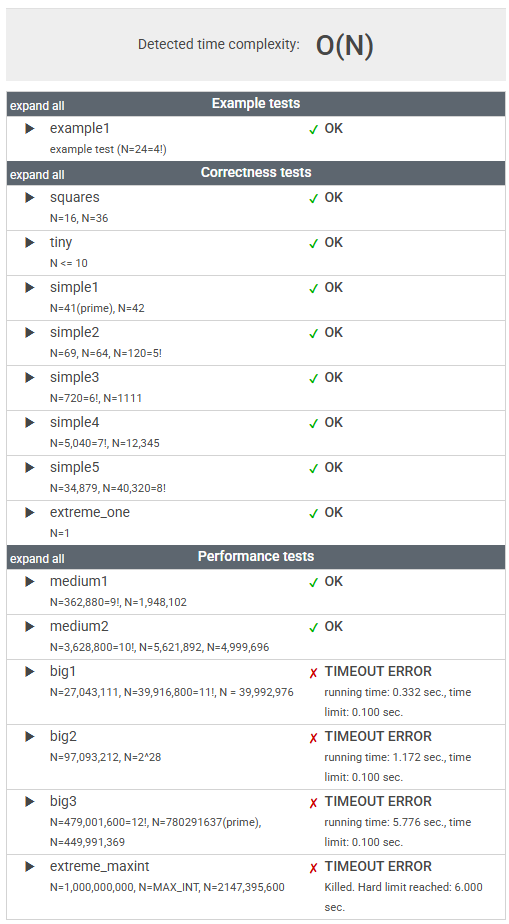 Detected time complexity: O(N)
expand all Example tests
example1 ✓ OK
example test (N=24=4!)
expand all Correctness tests
squares ✓ OK
N=16, N=36
tiny ✓ OK
N <= 10
simple1 ✓ OK
N=41(prime), N=42
simple2 ✓ OK
N=69, N=64, N=120=5!
simple3 ✓ OK
N=720=6!, N=1111
simple4 ✓ OK
N=5,040=7!, N=12,345
simple5 ✓ OK
N=34,879, N=40,320=8!
extreme_one ✓ OK
N=1
expand all Performance tests
medium1 ✓ OK
N=362,880=9!, N=1,948,102
medium2 ✓ OK
N=3,628,800=10!, N=5,621,892, N=4,999,696
big1 ✗ TIMEOUT ERROR
N=27,043,111, N=39,916,800=11!, N = 39,992,976 running time: 0.332 sec., time
limit: 0.100 sec.
big2 ✗ TIMEOUT ERROR
N=97,093,212, N=2^28 running time: 1.172 sec., time
limit: 0.100 sec.
big3 ✗ TIMEOUT ERROR
N=479,001,600=12!, N=780291637(prime), running time: 5.776 sec., time
N=449,991,369 limit: 0.100 sec.
extreme_maxint ✗ TIMEOUT ERROR
N=1,000,000,000, N=MAX_INT, N=2147,395,600 Killed. Hard limit reached: 6.000
sec.